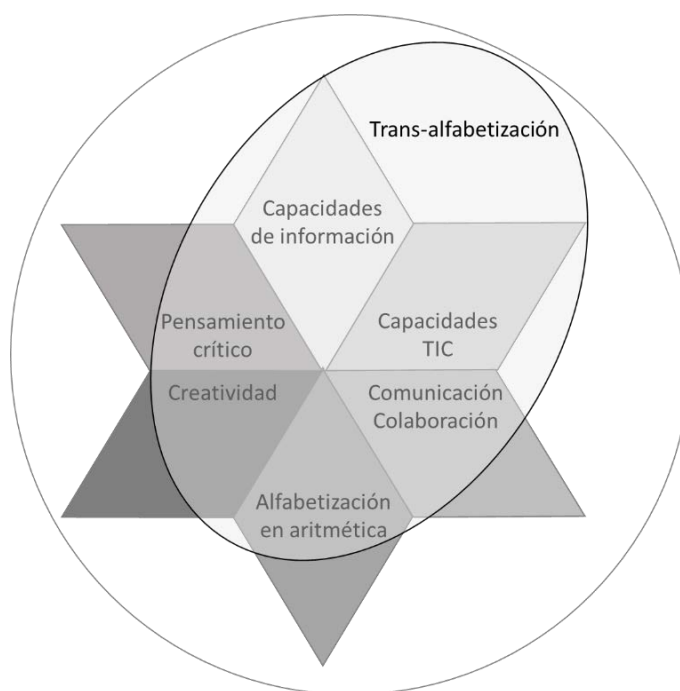 Trans-alfabetización
Capacidades
de información
Pensamiento
crítico
Capacidades
TIC
Creatividad
Comunicación
Colaboración
Alfabetización
en aritmética